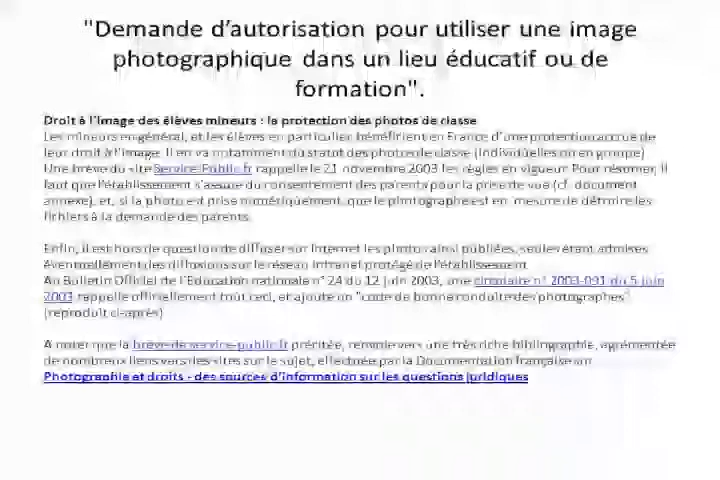 "Demande d'autorisation pour utiliser une image
photographique dans un lieu éducatif ou de
formation".
Droit à l'image des élèves mineurs : la protection des photos de classe
Les mineurs en général, et les élèves en particulier bénéficient en France d'une protection accrue de
leur droit à l'image. Il en va notamment du statut des photos de classe (individuelles ou en groupe)
Une brève du site Service-Public.fr rappelle le 21 novembre 2003 les règles en vigueur. Pour résumer, il
faut que l'établissement s'assure du consentement des parents pour la prise de vue (cf. document
annexe), et, si la photo est prise numériquement, que le photographe est en mesure de détruire les
fichiers à la demande des parents.
Enfin, il est hors de question de diffuser sur Internet les photos ainsi publiées, seules étant admises
éventuellement des diffusions sur le réseau Intranet protégé de l'établissement.
Au Bulletin Officiel de l'Education nationale n° 24 du 12 juin 2003, une circulaire n° 2003-091 du 5 juin
2003 rappelle officiellement tout ceci, et ajoute un "code de bonne conduite des photographes"
(reproduit ci-après)
A noter que la brève de service-public.fr précitée, renvoie vers une très riche bibliographie, agrémentée
de nombreux liens vers des sites sur le sujet, effectuée par la Documentation française sur
Photographie et droits - des sources d'information sur les questions juridiques